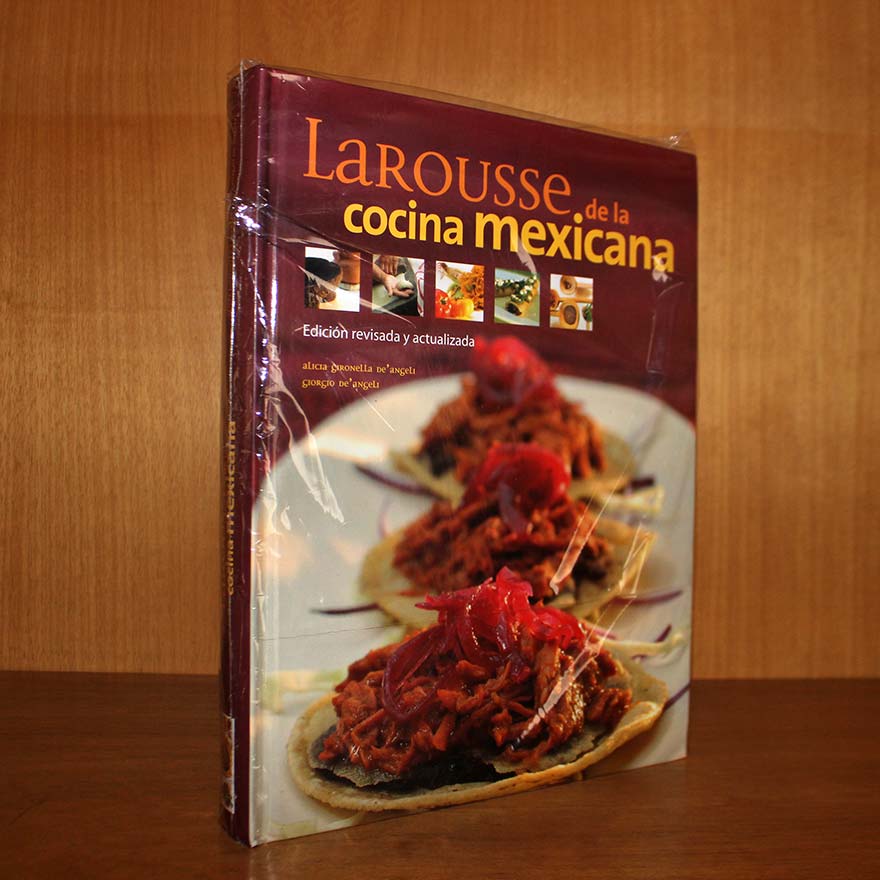 LAROUSSE
de la
cocina mexicana
Edición revisada y actualizada
ALICIA GIRONELLA DE'ANGELI
GIORGIO DE'ANGELI
cocina mexicana